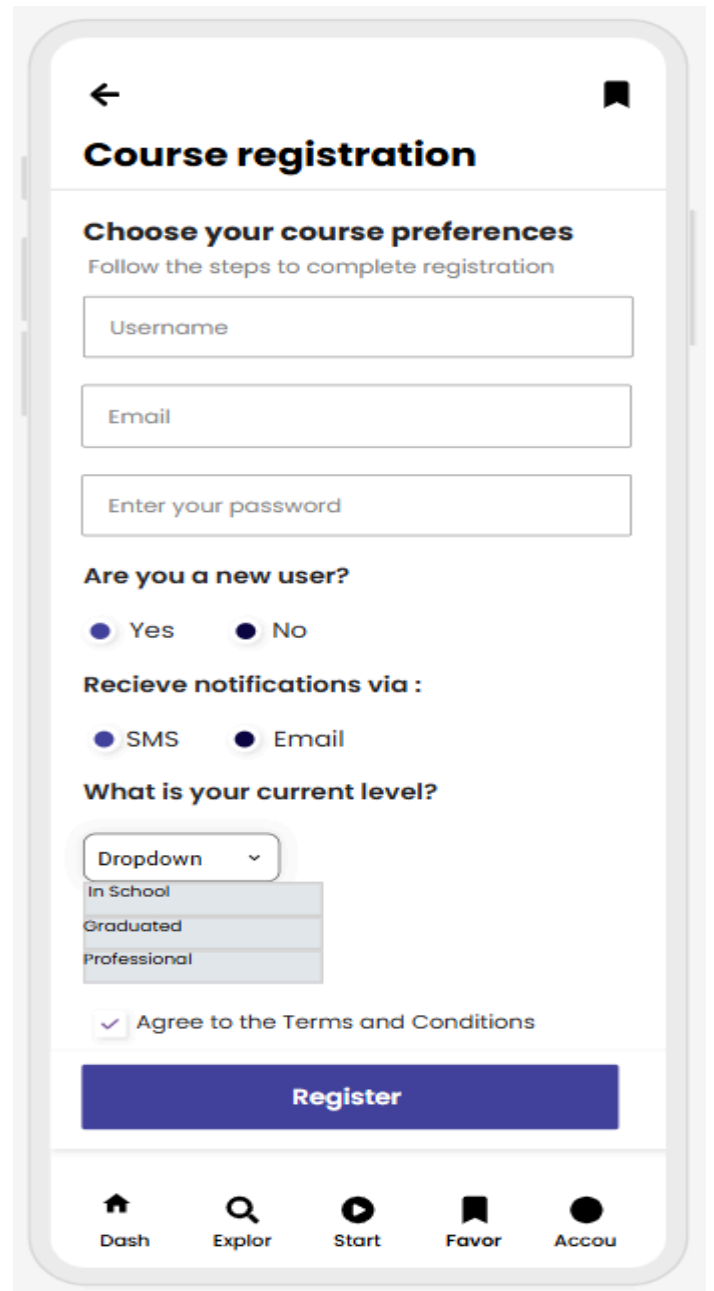 Course registration
Choose your course preferences
Follow the steps to complete registration
Username
Email
Enter your password
Are you a new user?
Yes No
Recieve notifications via :
SMS Email
What is your current level?
Dropdown
In School
Graduated
Professional
Agree to the Terms and Conditions
Register
Dash Explor Start Favor Accou